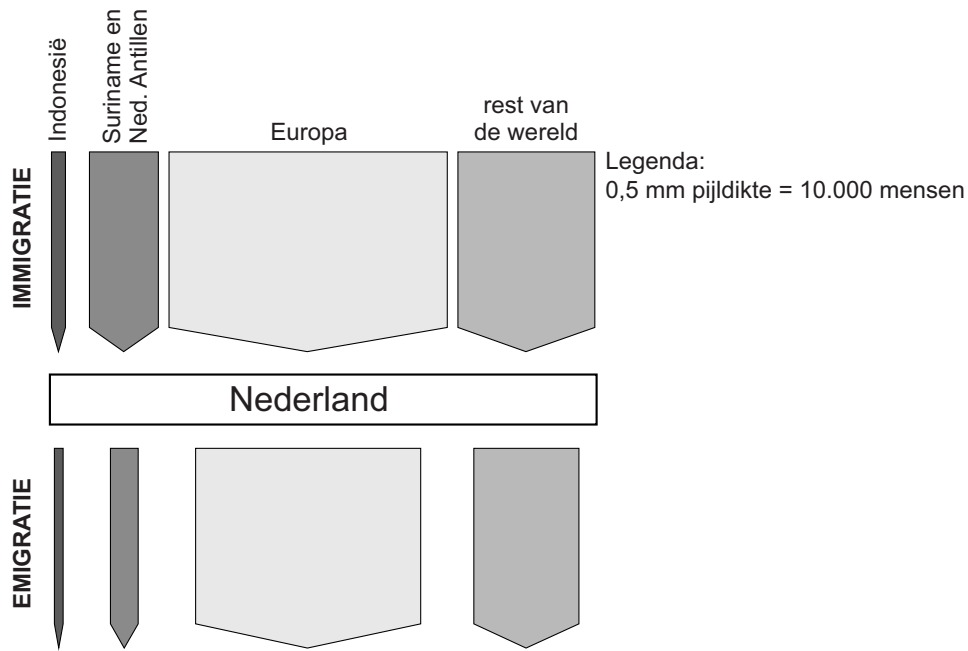 Indonesië
Suriname en
Ned. Antillen
Europa
rest van
de wereld
Legenda:
0,5 mm pijldikte = 10.000 mensen
IMMIGRATIE
Nederland
EMIGRATIE